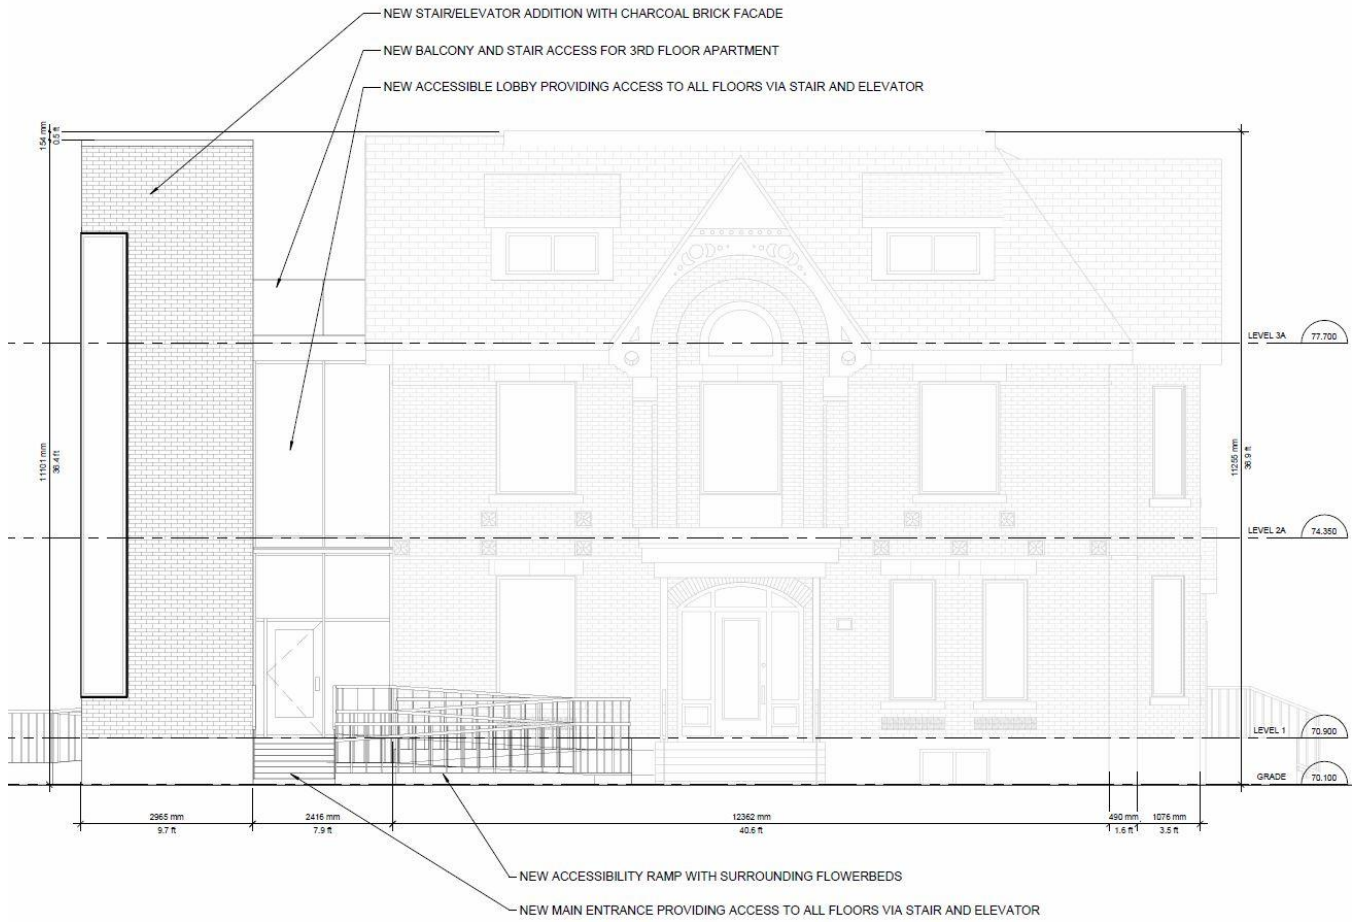 NEW STAIR/ELEVATOR ADDITION WITH CHARCOAL BRICK FACADE
NEW BALCONY AND STAIR ACCESS FOR 3RD FLOOR APARTMENT
NEW ACCESSIBLE LOBBY PROVIDING ACCESS TO ALL FLOORS VIA STAIR AND ELEVATOR
154 mm
0.5 ft
LEVEL 3A 77.700
11101 mm
36.4 ft
11255 mm
36.9 ft
LEVEL 2A 74.350
LEVEL 1 70.900
GRADE 70.100
2965 mm 2416 mm 12362 mm 490 mm 1076 mm
9.7 ft 7.9 ft 40.6 ft 1.6 ft 3.5 ft
NEW ACCESSIBILITY RAMP WITH SURROUNDING FLOWERBEDS
NEW MAIN ENTRANCE PROVIDING ACCESS TO ALL FLOORS VIA STAIR AND ELEVATOR